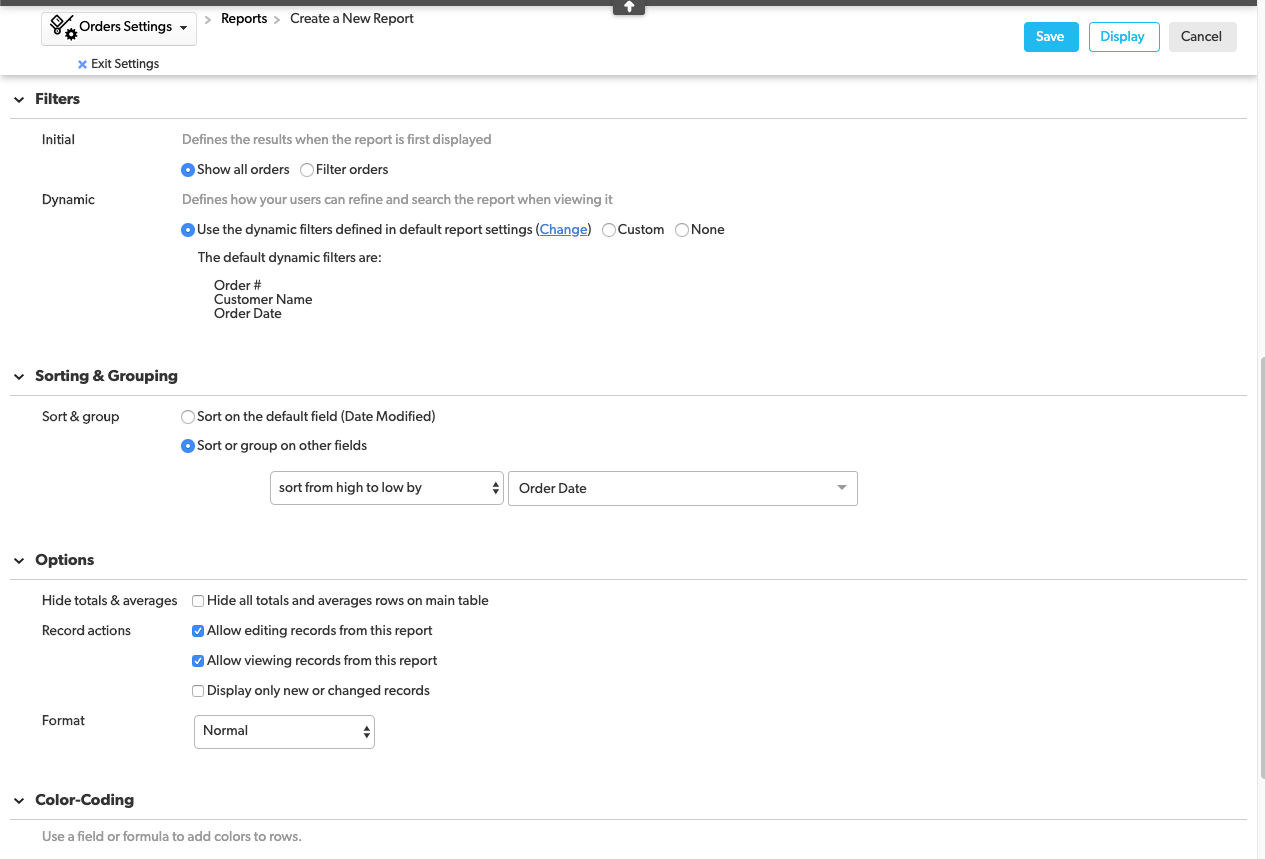 Orders Settings > Reports > Create a New Report
Save Display Cancel
Exit Settings
Filters
Initial Defines the results when the report is first displayed
Show all orders Filter orders
Dynamic Defines how your users can refine and search the report when viewing it
Use the dynamic filters defined in default report settings (Change) Custom None
The default dynamic filters are:
Order #
Customer Name
Order Date
Sorting & Grouping
Sort & group Sort on the default field (Date Modified)
Sort or group on other fields
sort from high to low by Order Date
Options
Hide totals & averages Hide all totals and averages rows on main table
Record actions Allow editing records from this report
Allow viewing records from this report
Display only new or changed records
Format Normal
Color-Coding
Use a field or formula to add colors to rows.